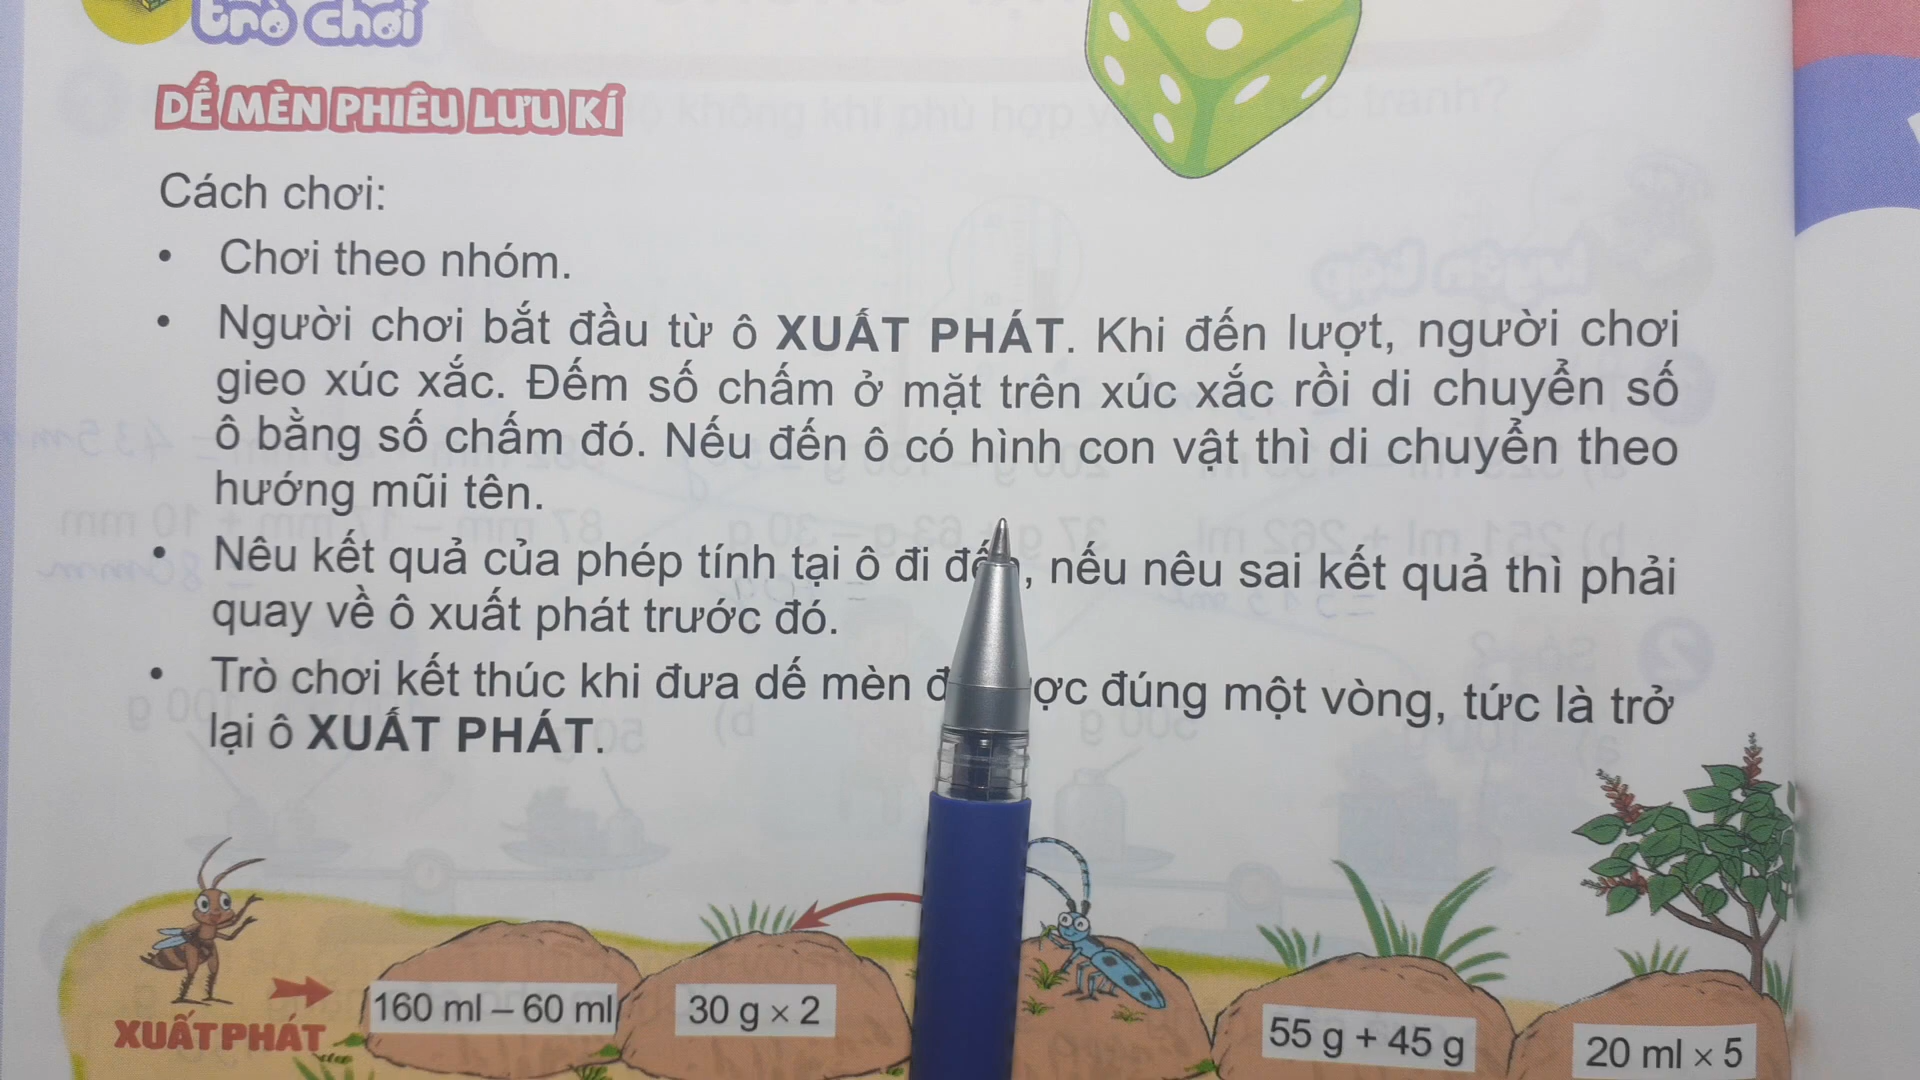 trò chơi
DẾ MÈN PHIÊU LƯU KÍ
Cách chơi:
• Chơi theo nhóm.
• Người chơi bắt đầu từ ô XUẤT PHÁT. Khi đến lượt, người chơi
gieo xúc xắc. Đếm số chấm ở mặt trên xúc xắc rồi di chuyển số
ô bằng số chấm đó. Nếu đến ô có hình con vật thì di chuyển theo
hướng mũi tên.
• Nêu kết quả của phép tính tại ô đi đến, nếu nêu sai kết quả thì phải
quay về ô xuất phát trước đó.
• Trò chơi kết thúc khi đưa dế mèn đi được đúng một vòng, tức là trở
lại ô XUẤT PHÁT.
XUẤT PHÁT
160 ml – 60 ml
30 g × 2
55 g + 45 g
20 ml × 5